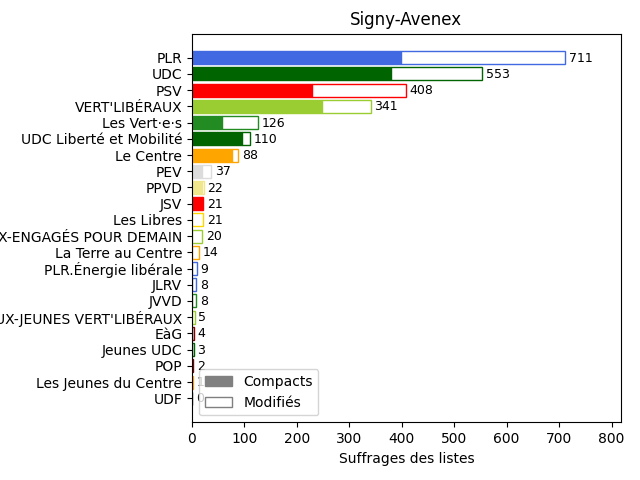 Signy-Avenex
PLR 711
UDC 553
PSV 408
VERT'LIBÉRAUX 341
Les Vert·e·s 126
UDC Liberté et Mobilité 110
Le Centre 88
PEV 37
PPVD 22
JSV 21
Les Libres 21
X-ENGAGÉS POUR DEMAIN 20
La Terre au Centre 14
PLR.Énergie libérale 9
JLRV 8
JVVD 8
UX-JEUNES VERT'LIBÉRAUX 5
EàG 4
Jeunes UDC 3
POP 2
Les Jeunes du Centre 1
UDF 0
Compacts
Modifiés
0 100 200 300 400 500 600 700 800
Suffrages des listes